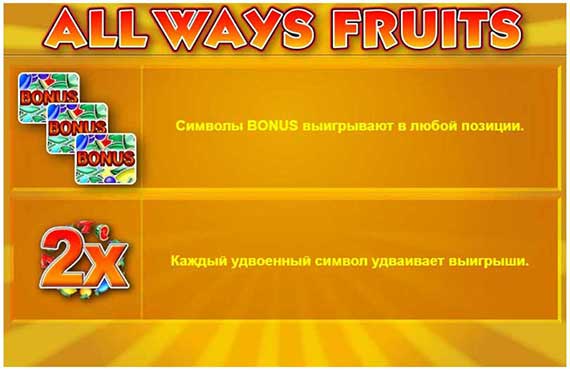 ALL WAYS FRUITS
BONUS
BONUS
BONUS
Символы BONUS выигрывают в любой позиции.
2x
Каждый удвоенный символ удваивает выигрыши.